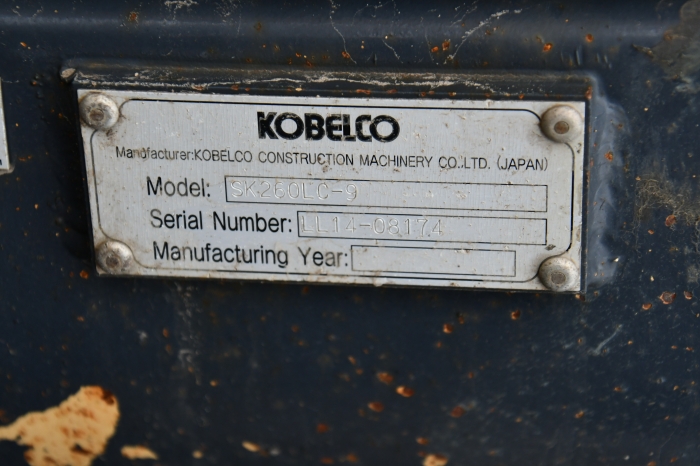 KOBELCO
Manufacturer:KOBELCO CONSTRUCTION MACHINERY CO.LTD. (JAPAN)
Model: SK260LC-9
Serial Number: LL14-08174
Manufacturing Year: